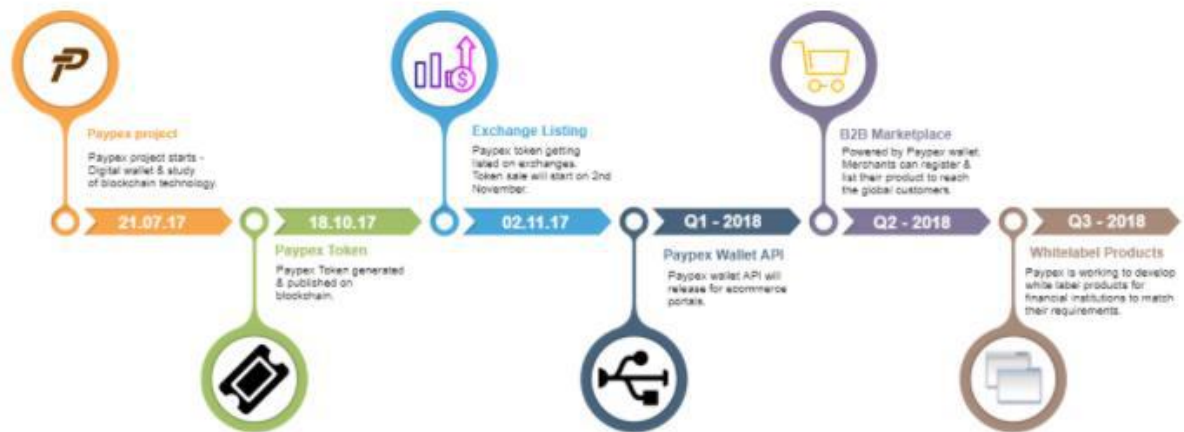 Paypex project
Paypex project starts -
Digital wallet & study
of blockchain technology.
21.07.17
18.10.17
Paypex Token
Paypex Token generated
& published on
blockchain.
Exchange Listing
Paypex token getting
listed on exchanges.
Token sale will start on 2nd
November.
02.11.17
Q1 - 2018
Paypex Wallet API
Paypex wallet API will
release for ecommerce
portals.
B2B Marketplace
Powered by Paypex wallet.
Merchants can register &
list their product to reach
the global customers.
Q2 - 2018
Q3 - 2018
Whitelabel Products
Paypex is working to develop
white label products for
financial institutions to match
their requirements.